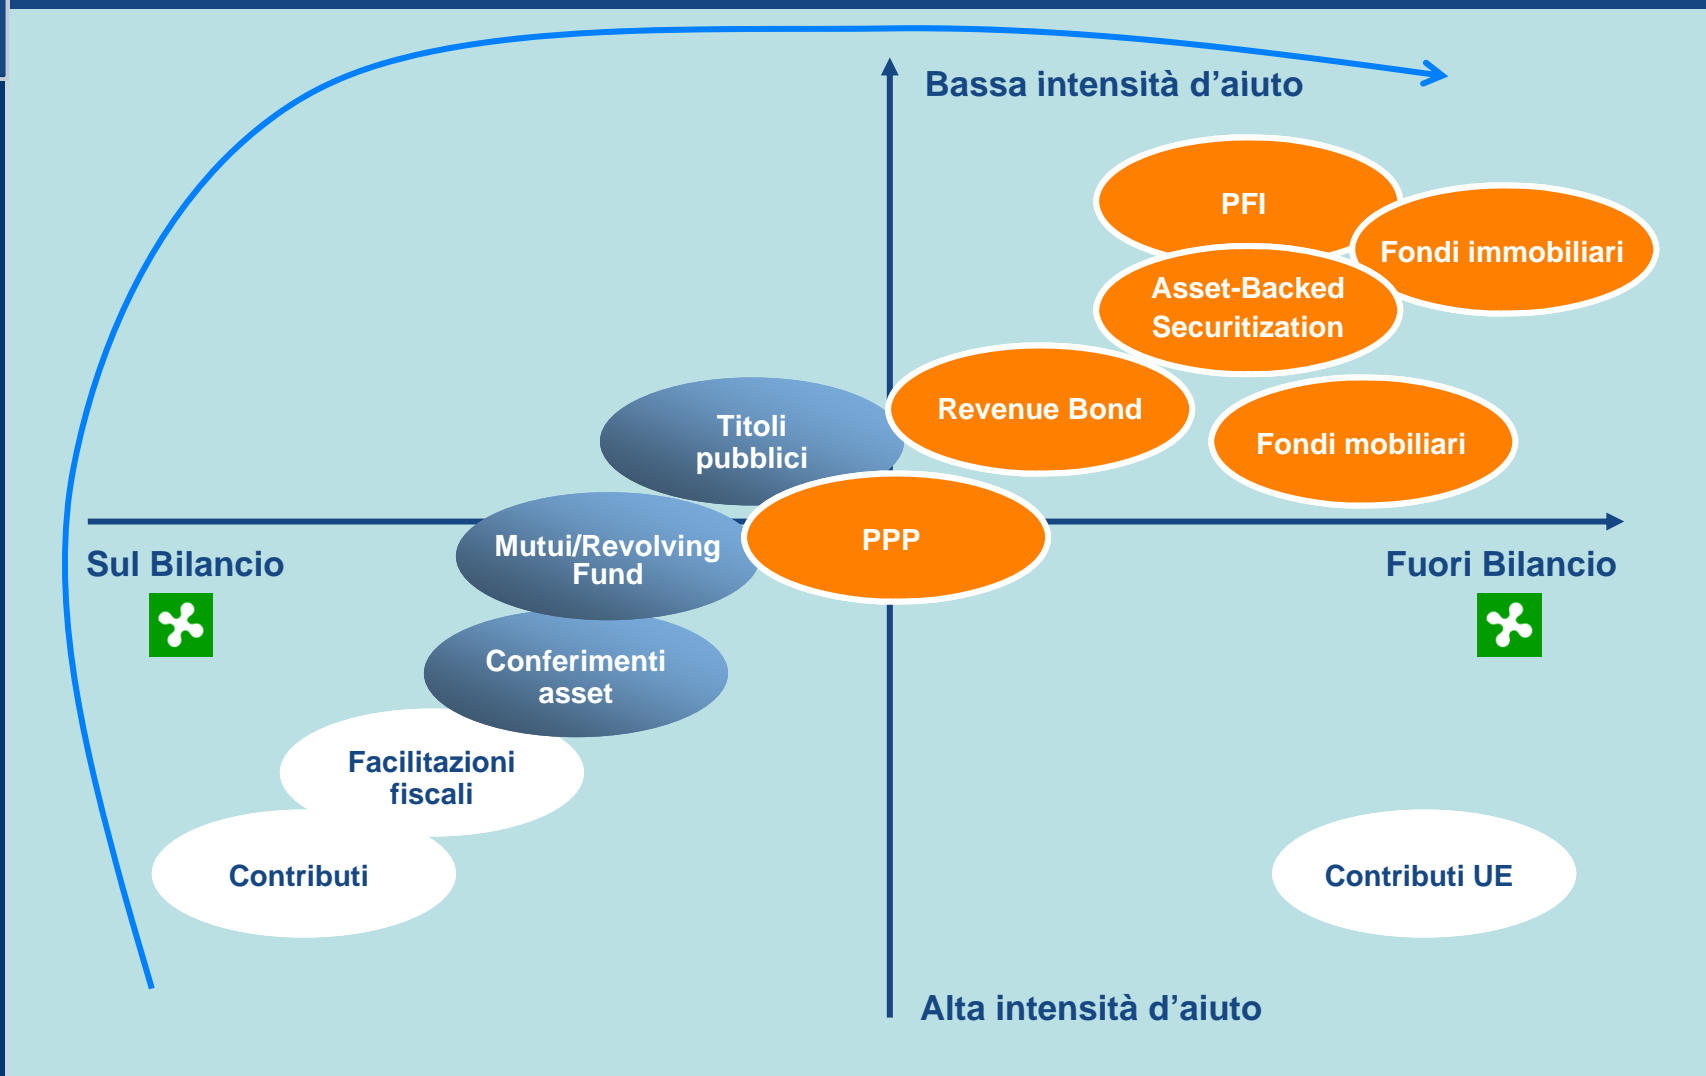 Bassa intensità d’aiuto
PFI
Fondi immobiliari
Asset-Backed
Securitization
Revenue Bond
Titoli
pubblici
Fondi mobiliari
Mutui/Revolving
Fund
PPP
Sul Bilancio
Fuori Bilancio
Conferimenti
asset
Facilitazioni
fiscali
Contributi
Contributi UE
Alta intensità d’aiuto